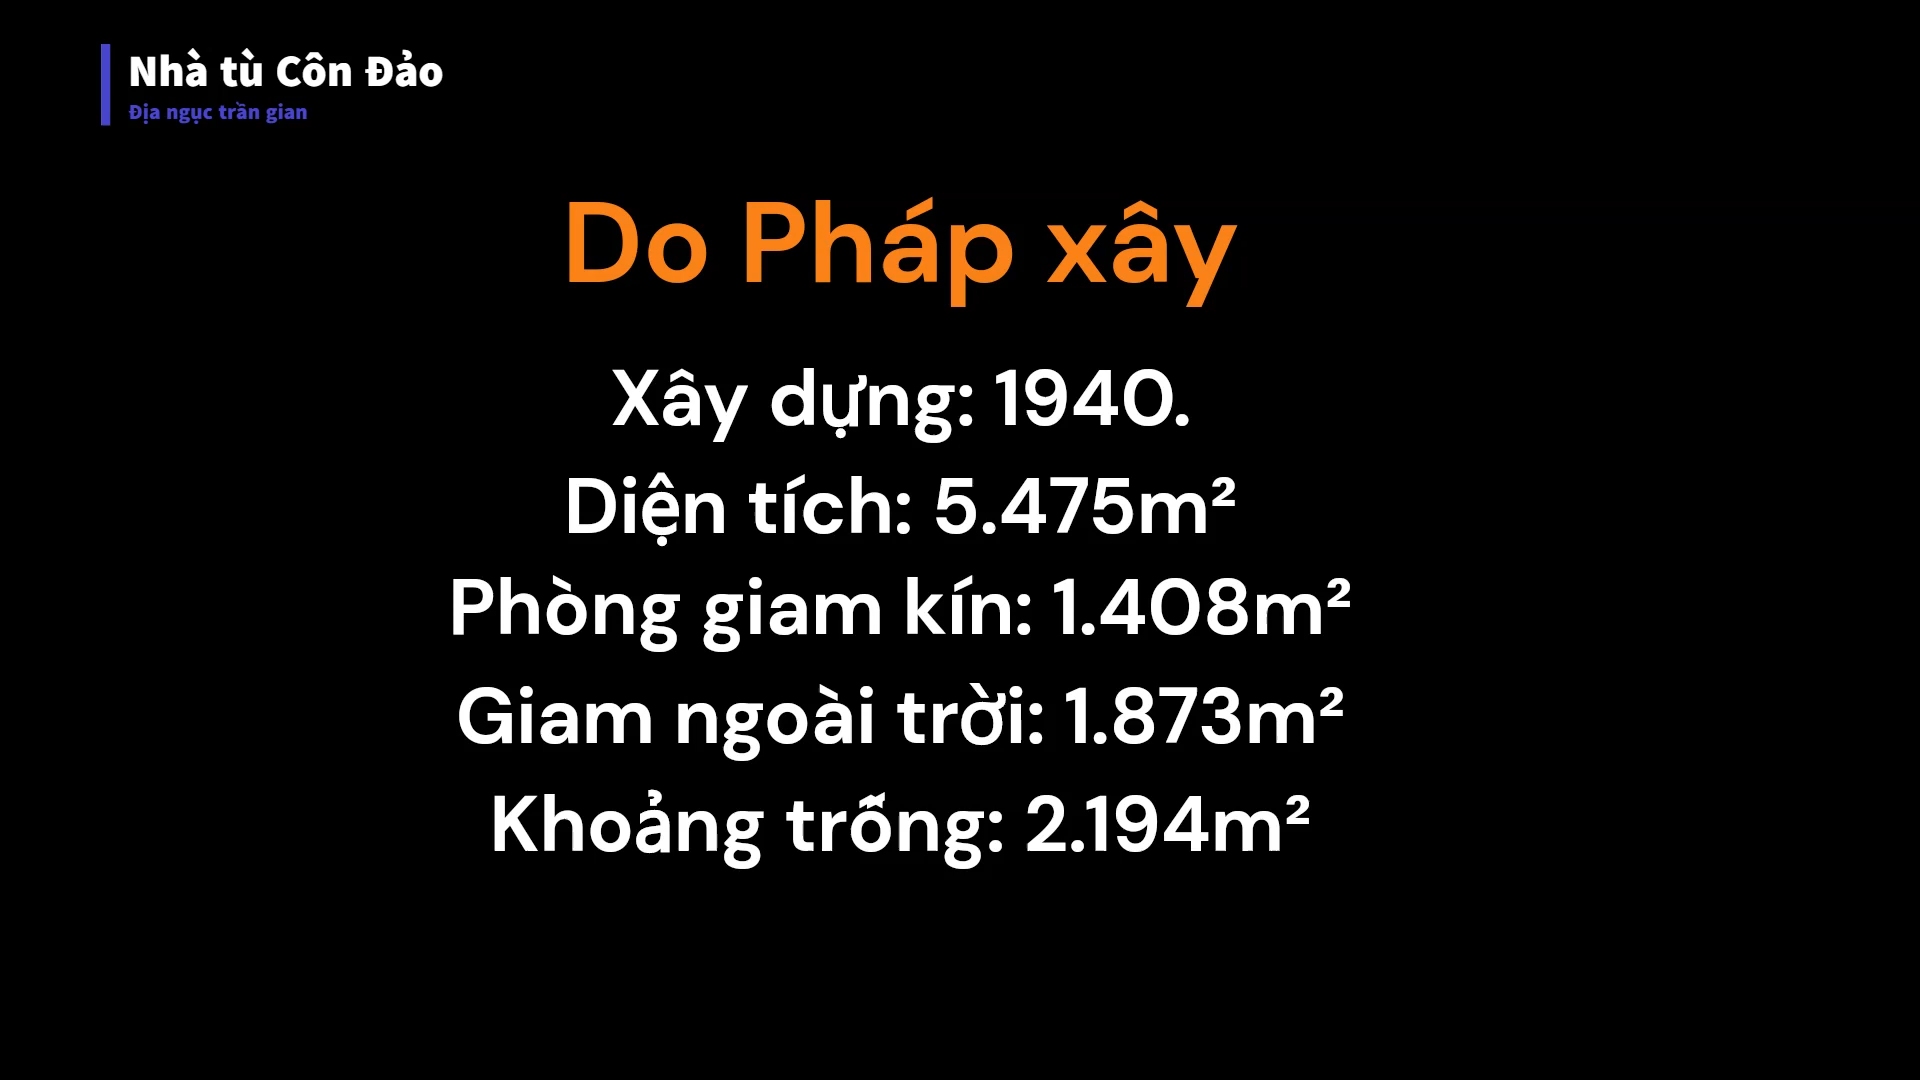 Nhà tù Côn Đảo
Địa ngục trần gian
Do Pháp xây
Xây dựng: 1940.
Diện tích: 5.475m²
Phòng giam kín: 1.408m²
Giam ngoài trời: 1.873m²
Khoảng trỗng: 2.194m²